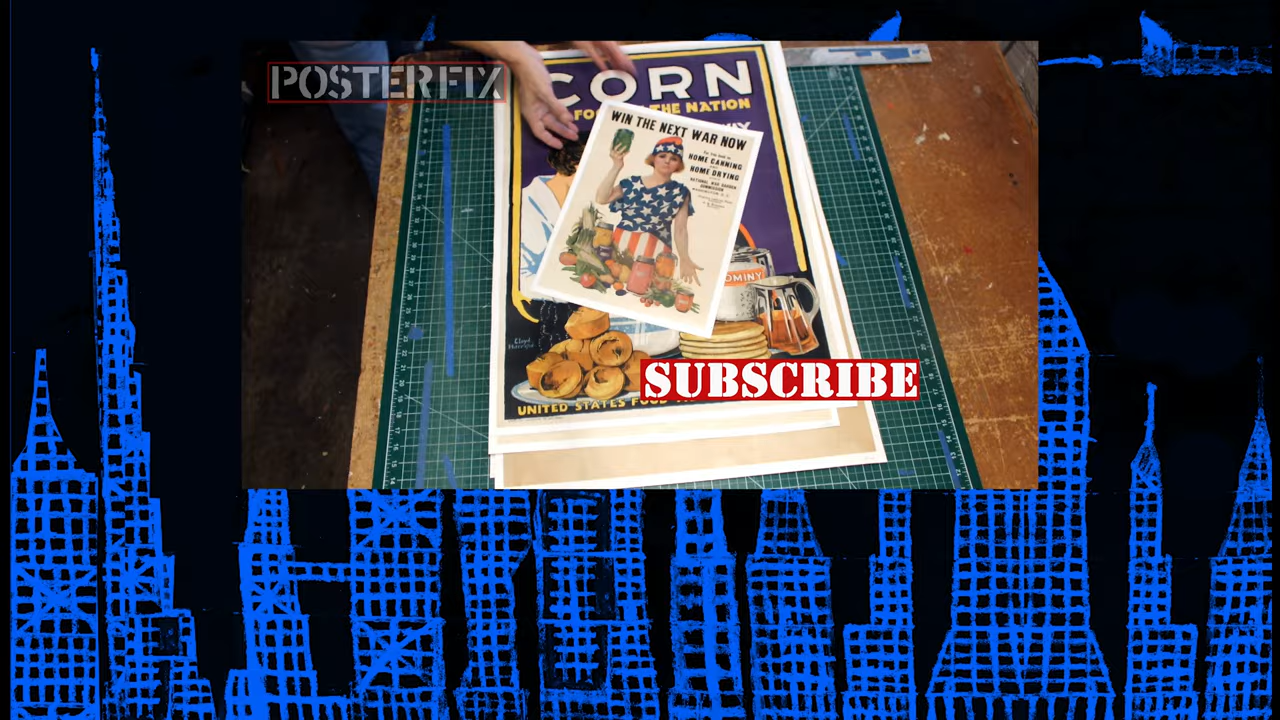 POSTERFIX
CORN
THE NATION
WIN THE NEXT WAR NOW
HOME CANNING
HOME DRYING
NATIONAL WAR GARDEN
COMMISSION
WASHINGTON, D.C.
OMINY
SUBSCRIBE
UNITED STATES FOOD